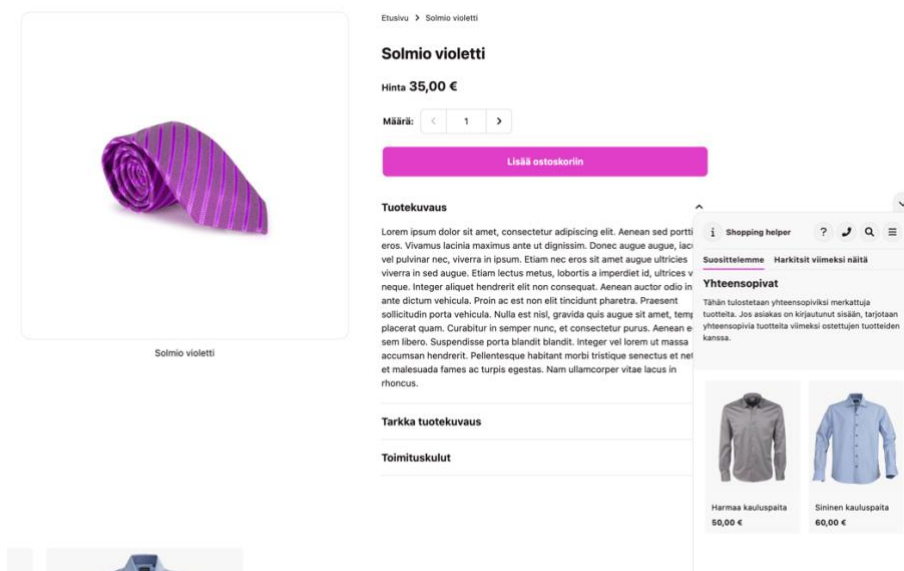 Etusivu > Solmio violetti
Solmio violetti
Hinta 35,00 €
Määrä: < 1 >
Lisää ostoskoriin
Tuotekuvaus
Lorem ipsum dolor sit amet, consectetur adipiscing elit. Aenean sed portti
eros. Vivamus lacinia maximus ante ut dignissim. Donec augue augue, iac
vel pulvinar nec, viverra in ipsum. Etiam nec eros sit amet augue ultricies
viverra in sed augue. Etiam lectus metus, lobortis a imperdiet id, ultrices v
neque. Integer aliquet hendrerit elit non consequat. Aenean auctor odio in
ante dictum vehicula. Proin ac est non elit tincidunt pharetra. Praesent
sollicitudin porta vehicula. Nulla est nisl, gravida quis augue sit amet, temp
placerat quam. Curabitur in semper nunc, et consectetur purus. Aenean e
sem libero. Suspendisse porta blandit blandit. Integer vel lorem ut massa
accumsan hendrerit. Pellentesque habitant morbi tristique senectus et net
et malesuada fames ac turpis egestas. Nam ullamcorper vitae lacus in
rhoncus.
Tarkka tuotekuvaus
Toimituskulut
Solmio violetti
i Shopping helper ?
Suosittelemme Harkitsit viimeksi näitä
Yhteensopivat
Tähän tulostetaan yhteensopiviksi merkattuja
tuotteita. Jos asiakas on kirjautunut sisään, tarjotaan
yhteensopivia tuotteita viimeksi ostettujen tuotteiden
kanssa.
Harmaa kauluspaita
50,00 €
Sininen kauluspaita
60,00 €